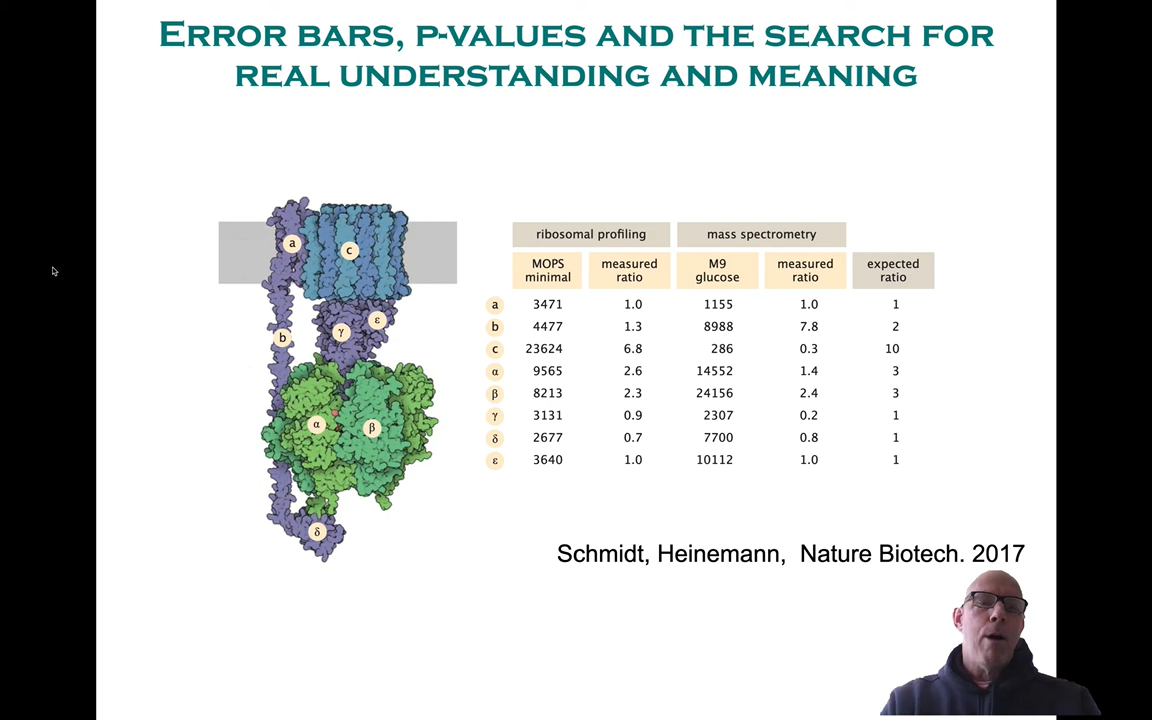 ERROR BARS, P-VALUES AND THE SEARCH FOR
REAL UNDERSTANDING AND MEANING
a
c
ε
γ
b
α
β
δ
ribosomal profiling mass spectrometry
MOPS minimal measured ratio M9 glucose measured ratio expected ratio
a 3471 1.0 1155 1.0 1
b 4477 1.3 8988 7.8 2
c 23624 6.8 286 0.3 10
α 9565 2.6 14552 1.4 3
β 8213 2.3 24156 2.4 3
γ 3131 0.9 2307 0.2 1
δ 2677 0.7 7700 0.8 1
ε 3640 1.0 10112 1.0 1
Schmidt, Heinemann, Nature Biotech. 2017